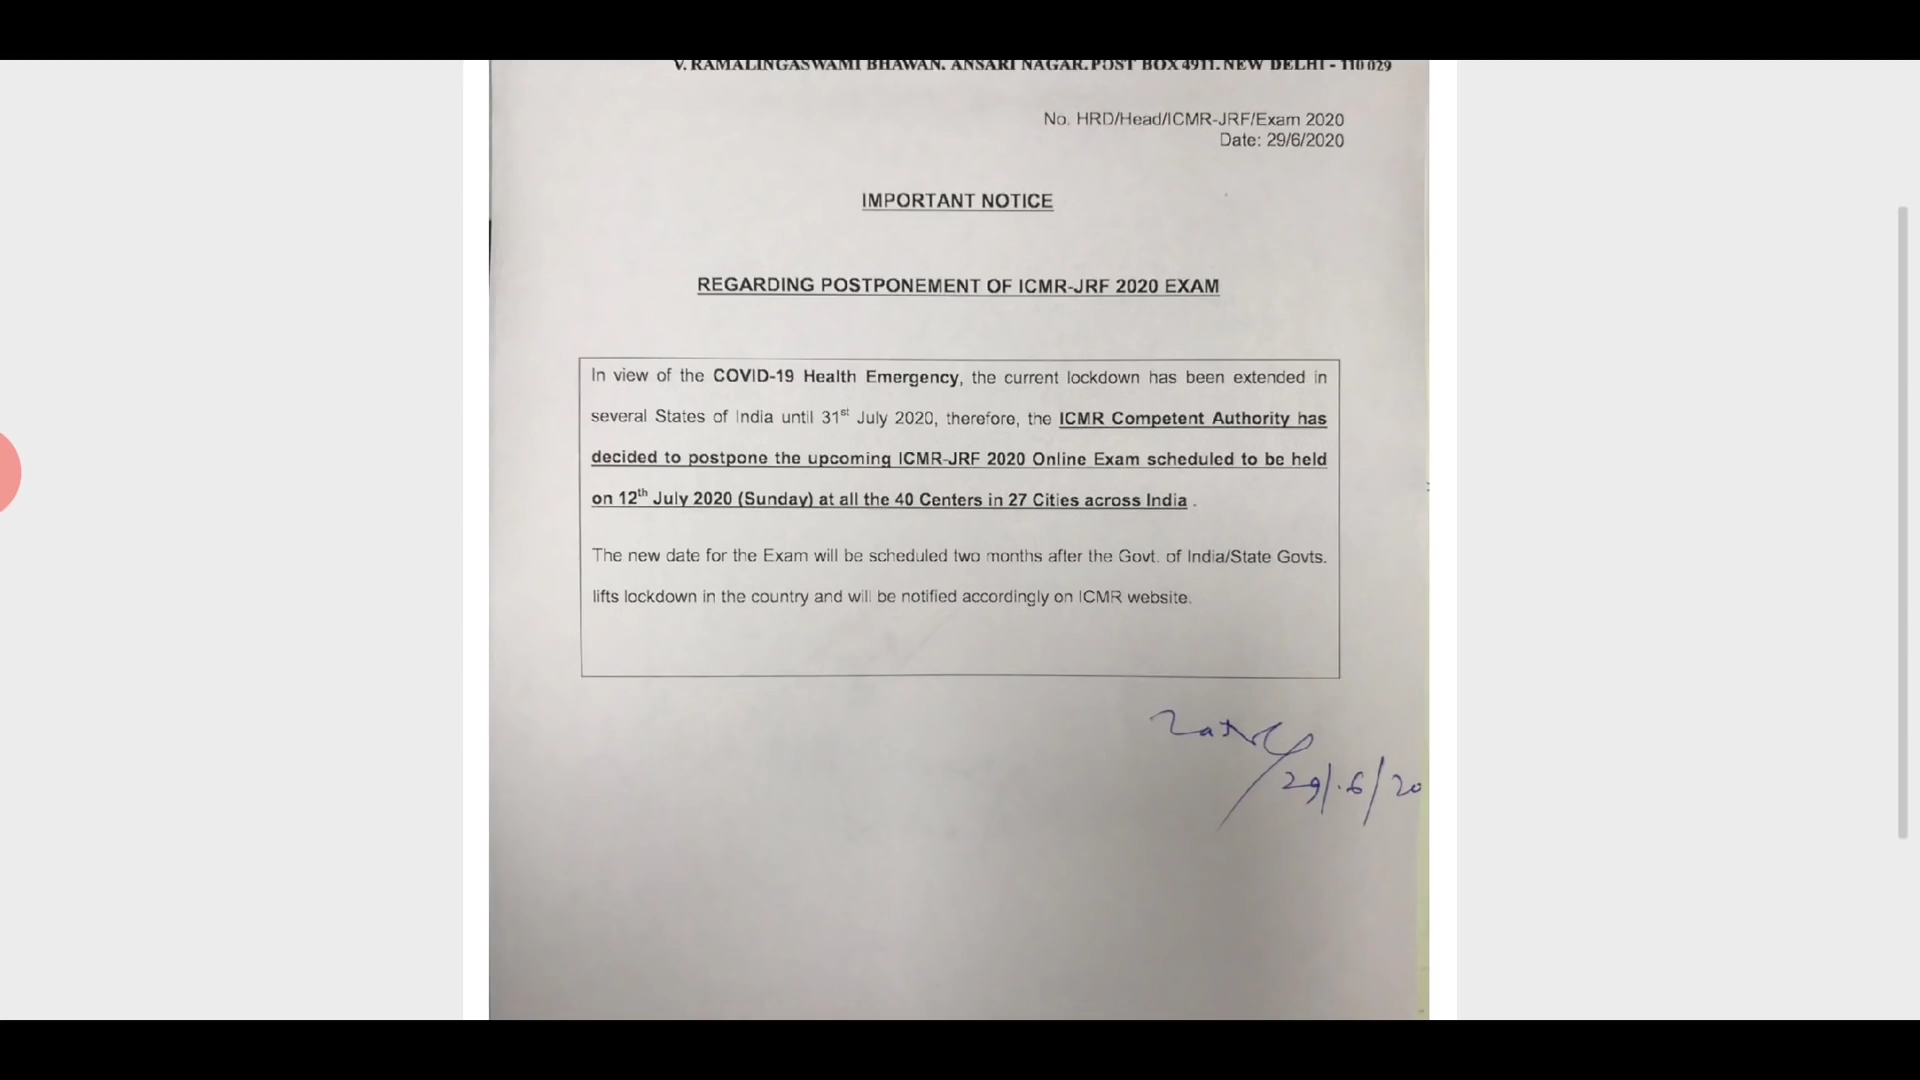 V. RAMALINGASWAMI BHAWAN. ANSARI NAGAR. POST BOX 4911. NEW DELHI - 110 029
No. HRD/Head/ICMR-JRF/Exam 2020
Date: 29/6/2020
IMPORTANT NOTICE
REGARDING POSTPONEMENT OF ICMR-JRF 2020 EXAM
In view of the COVID-19 Health Emergency, the current lockdown has been extended in
several States of India until 31st July 2020, therefore, the ICMR Competent Authority has
decided to postpone the upcoming ICMR-JRF 2020 Online Exam scheduled to be held
on 12th July 2020 (Sunday) at all the 40 Centers in 27 Cities across India .
The new date for the Exam will be scheduled two months after the Govt. of India/State Govts.
lifts lockdown in the country and will be notified accordingly on ICMR website.
29/.6/20